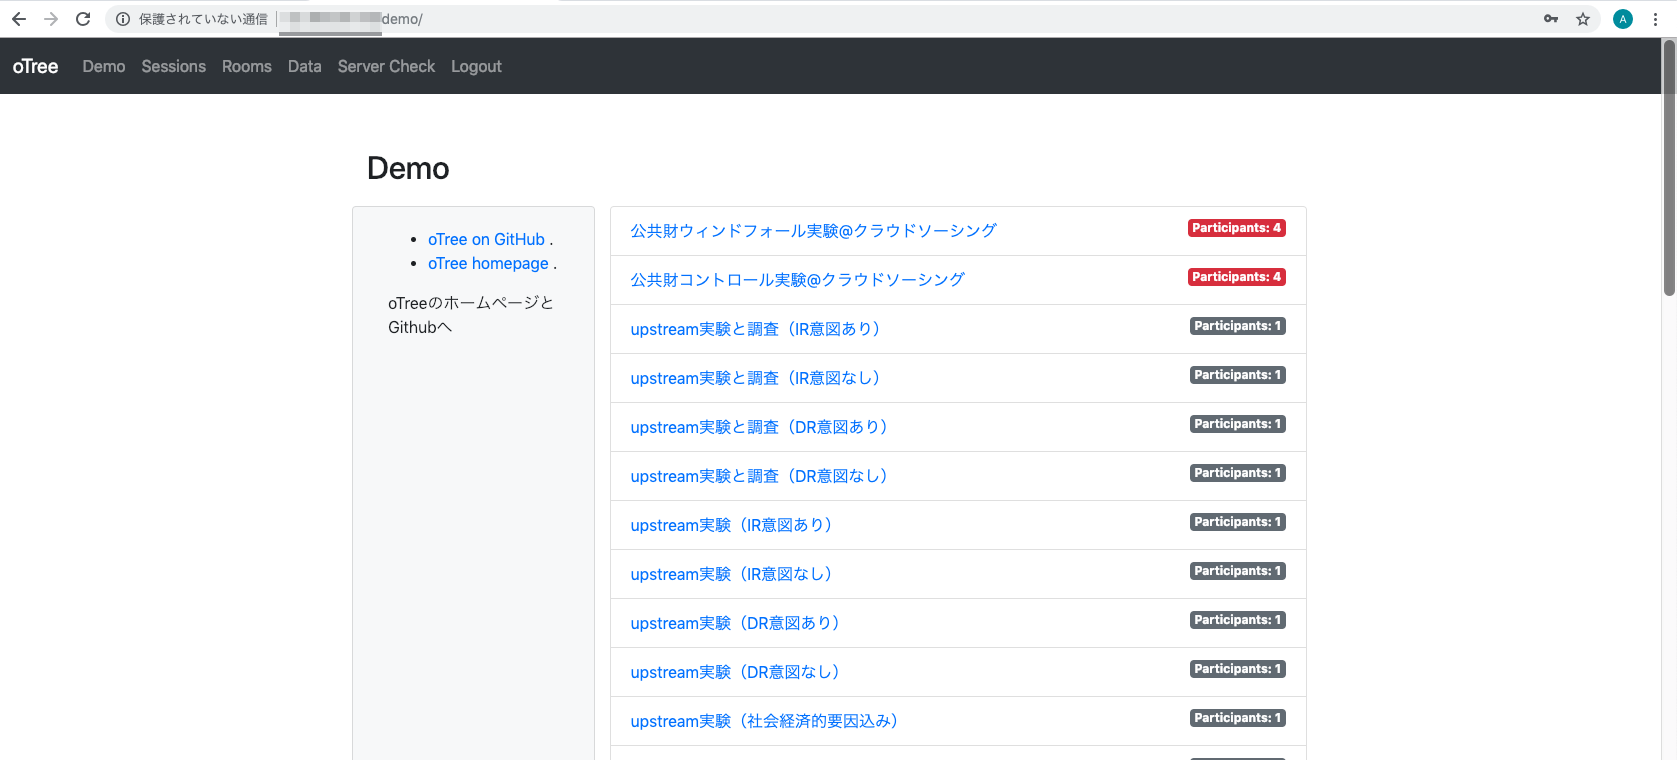 保護されていない通信 demo/
A
oTree Demo Sessions Rooms Data Server Check Logout
Demo
oTree on GitHub .
oTree homepage .
oTreeのホームページと
Githubへ
公共財ウィンドフォール実験@クラウドソーシング Participants: 4
公共財コントロール実験@クラウドソーシング Participants: 4
upstream実験と調査（IR意図あり） Participants: 1
upstream実験と調査（IR意図なし） Participants: 1
upstream実験と調査（DR意図あり） Participants: 1
upstream実験と調査（DR意図なし） Participants: 1
upstream実験（IR意図あり） Participants: 1
upstream実験（IR意図なし） Participants: 1
upstream実験（DR意図あり） Participants: 1
upstream実験（DR意図なし） Participants: 1
upstream実験（社会経済的要因込み） Participants: 1